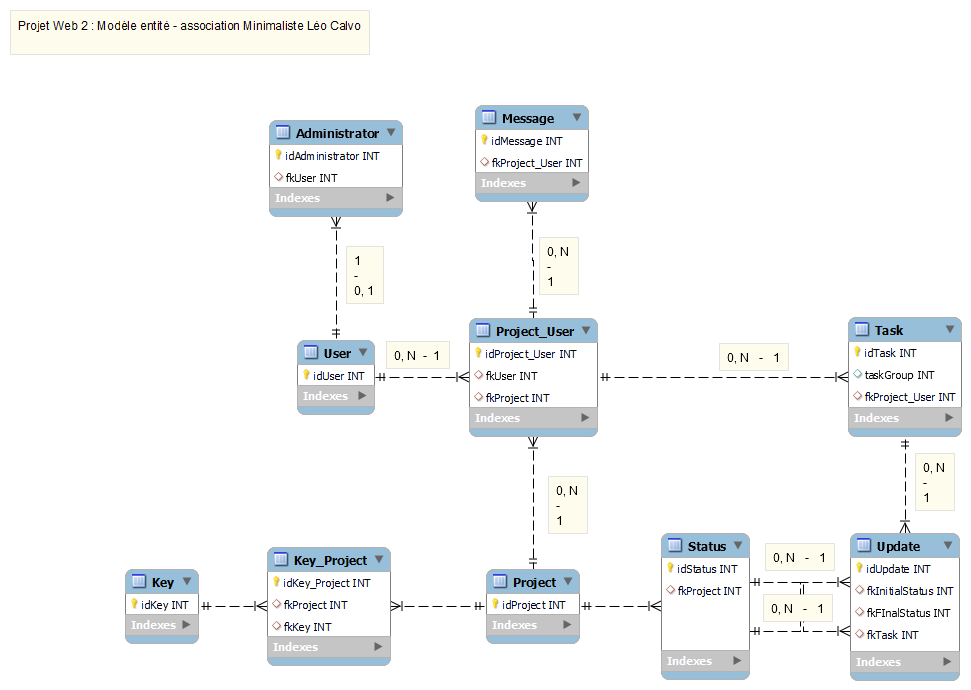 Projet Web 2 : Modèle entité - association Minimaliste Léo Calvo
Administrator
idAdministrator INT
fkUser INT
Indexes
Message
idMessage INT
fkProject_User INT
Indexes
1
-
0, 1
0, N
-
1
User
idUser INT
Indexes
0, N - 1
Project_User
idProject_User INT
fkUser INT
fkProject INT
Indexes
0, N - 1
Task
idTask INT
taskGroup INT
fkProject_User INT
Indexes
0, N
-
1
0, N
-
1
Key
idKey INT
Indexes
Key_Project
idKey_Project INT
fkProject INT
fkKey INT
Indexes
Project
idProject INT
Indexes
Status
idStatus INT
fkProject INT
Indexes
0, N - 1
0, N - 1
Update
idUpdate INT
fkInitialStatus INT
fkFInalStatus INT
fkTask INT
Indexes